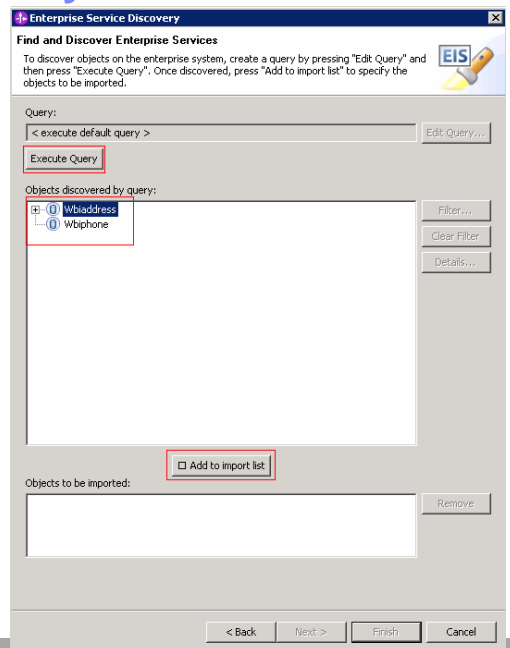 Enterprise Service Discovery
Find and Discover Enterprise Services
To discover objects on the enterprise system, create a query by pressing "Edit Query" and
then press "Execute Query". Once discovered, press "Add to import list" to specify the
objects to be imported.
EIS
Query:
< execute default query >
Edit Query...
Execute Query
Objects discovered by query:
Wbiaddress
Wbiphone
Filter...
Clear Filter
Details...
Add to import list
Objects to be imported:
Remove
< Back
Next >
Finish
Cancel